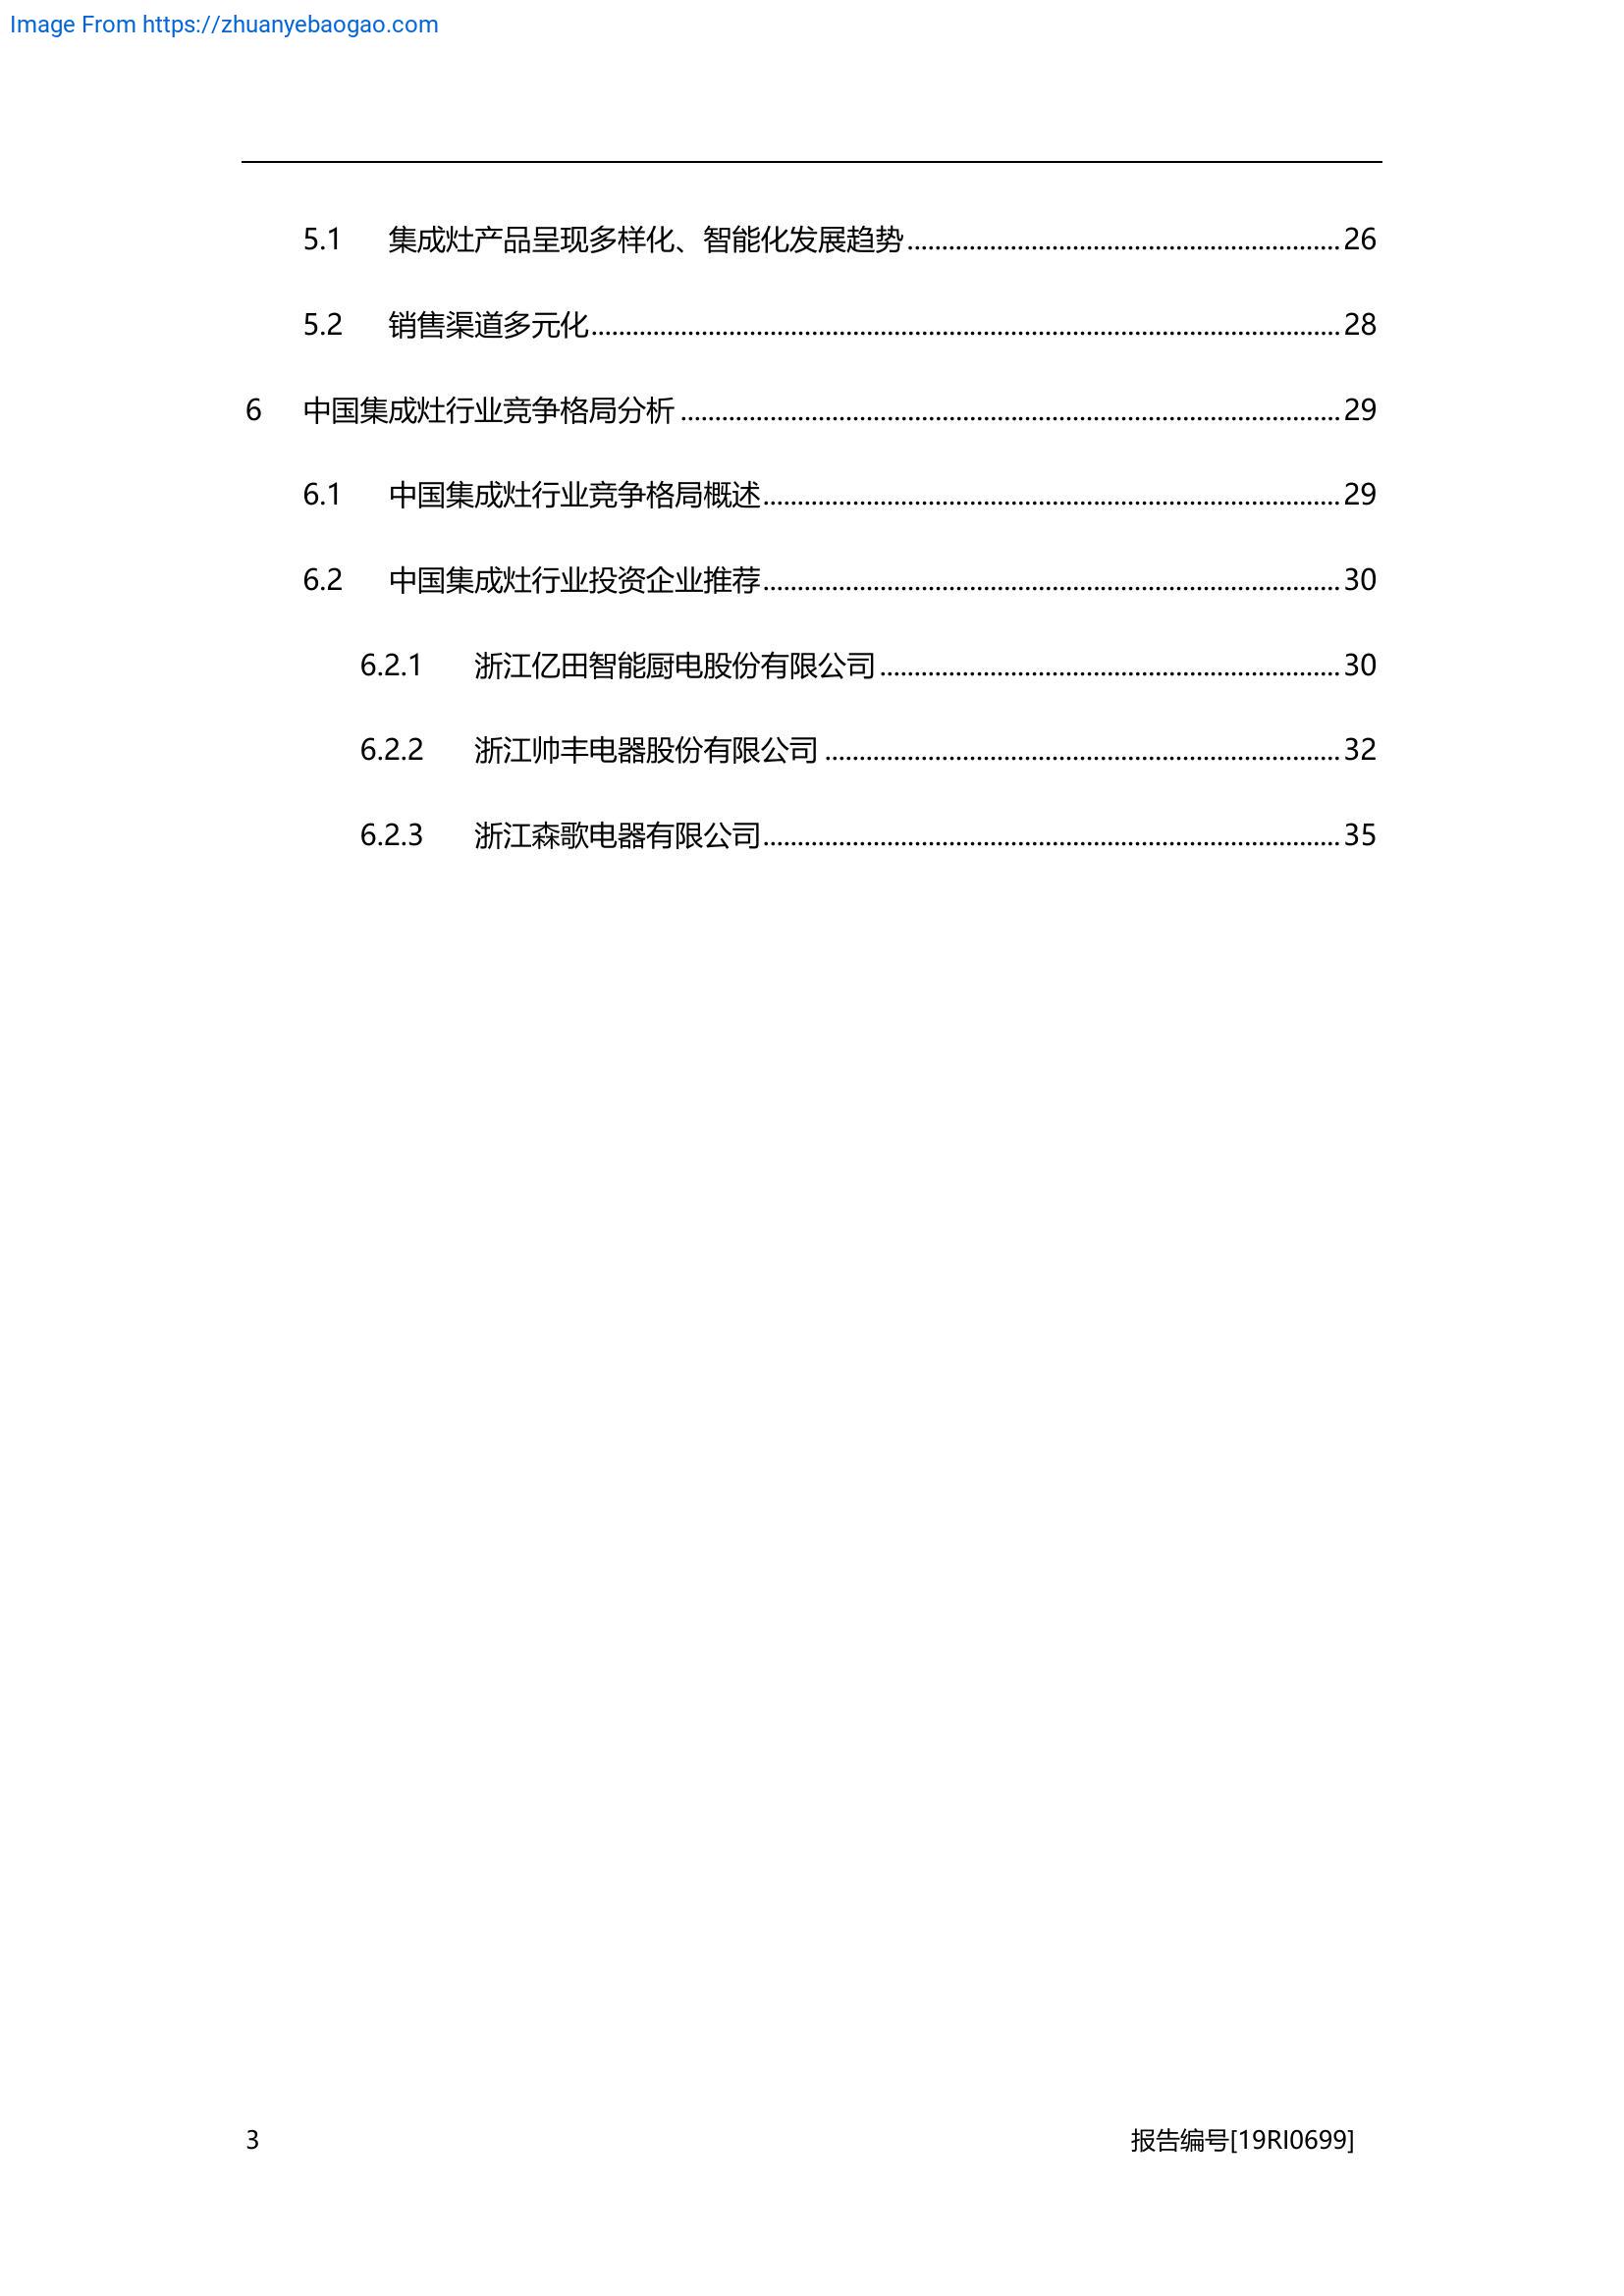 Image From https://zhuanyebaogao.com
5.1 集成灶产品呈现多样化、智能化发展趋势 26
5.2 销售渠道多元化 28
6 中国集成灶行业竞争格局分析 29
6.1 中国集成灶行业竞争格局概述 29
6.2 中国集成灶行业投资企业推荐 30
6.2.1 浙江亿田智能厨电股份有限公司 30
6.2.2 浙江帅丰电器股份有限公司 32
6.2.3 浙江森歌电器有限公司 35
3 报告编号[19RI0699]